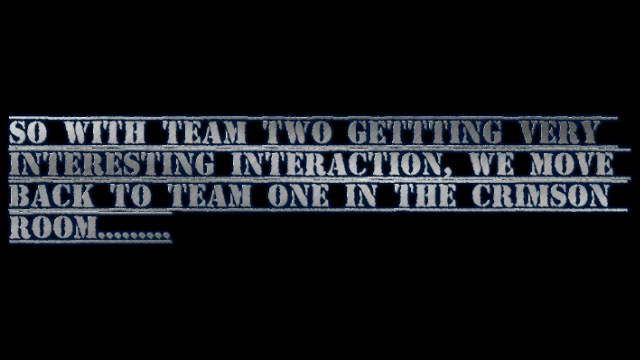 SO WITH TEAM TWO GETTTING VERY
INTERESTING INTERACTION, WE MOVE
BACK TO TEAM ONE IN THE CRIMSON
ROOM.........